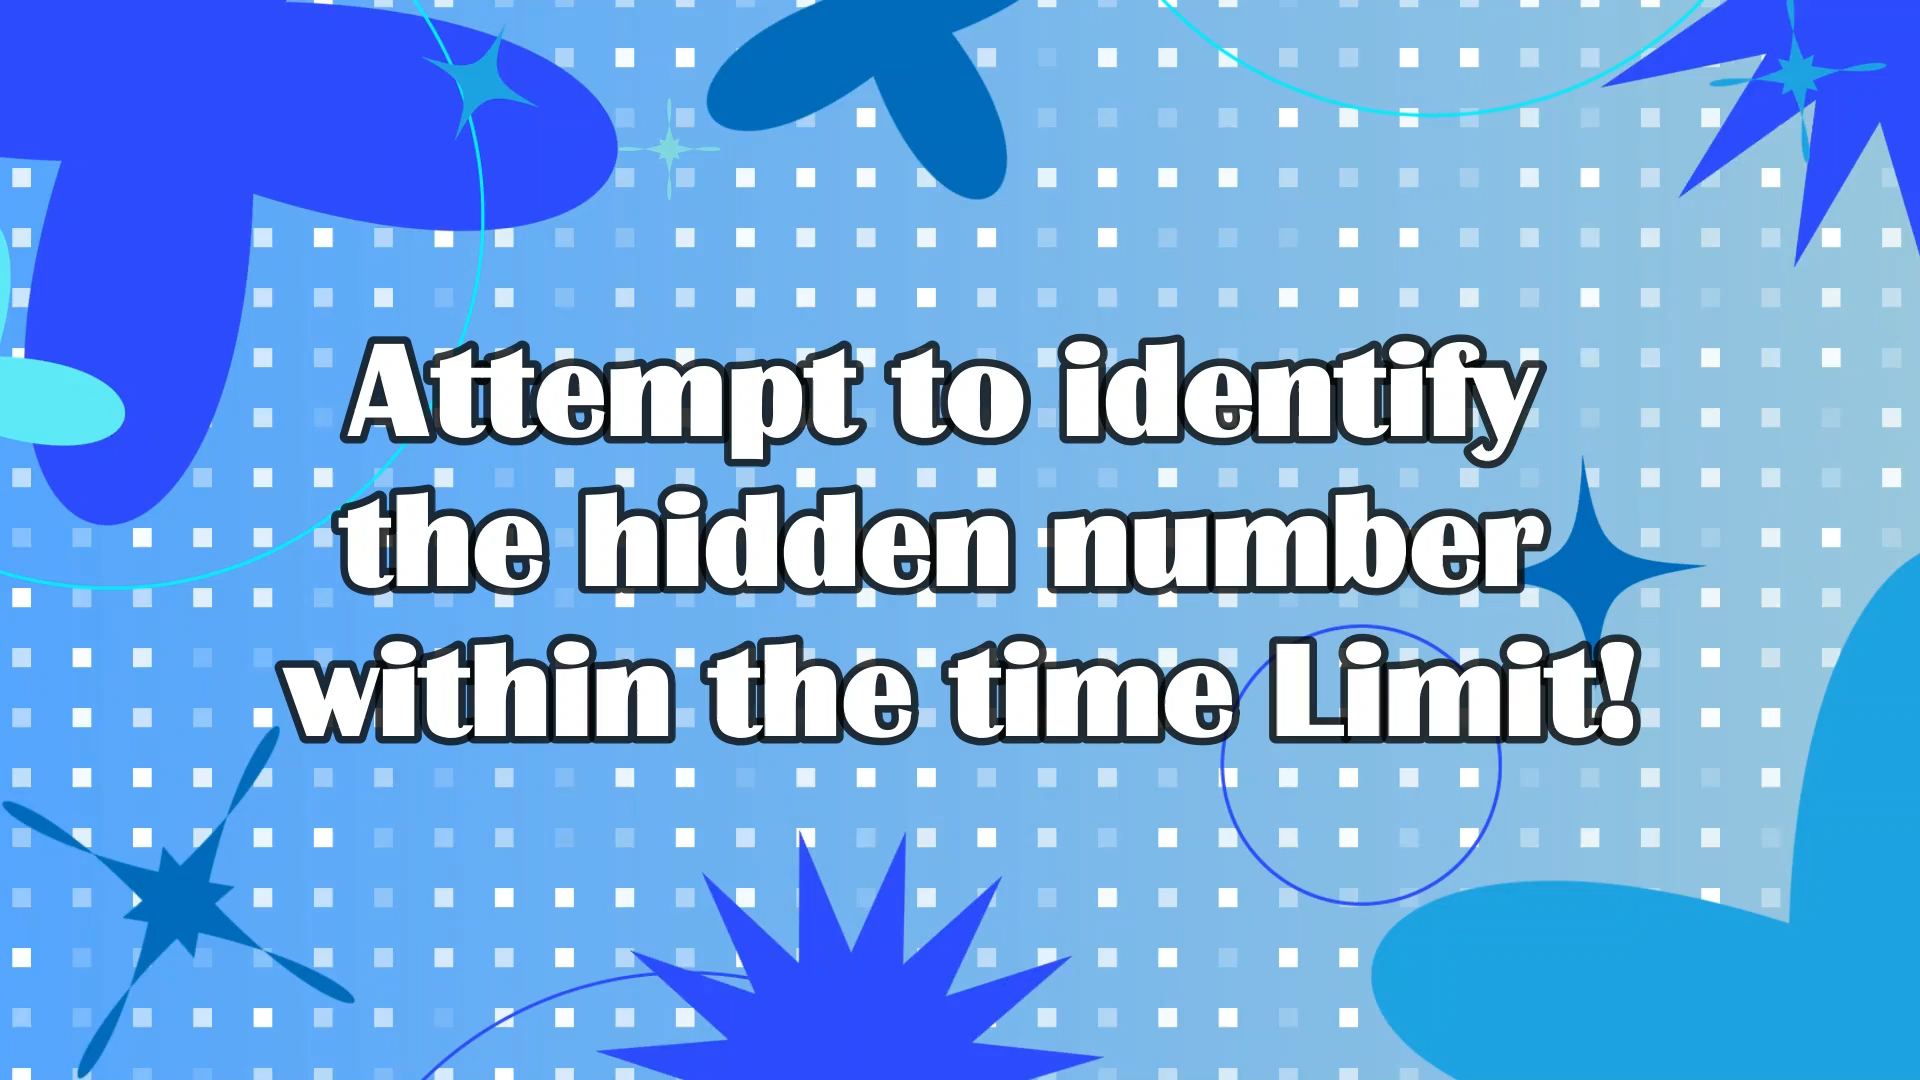 Attempt to identify
the hidden number
within the time Limit!